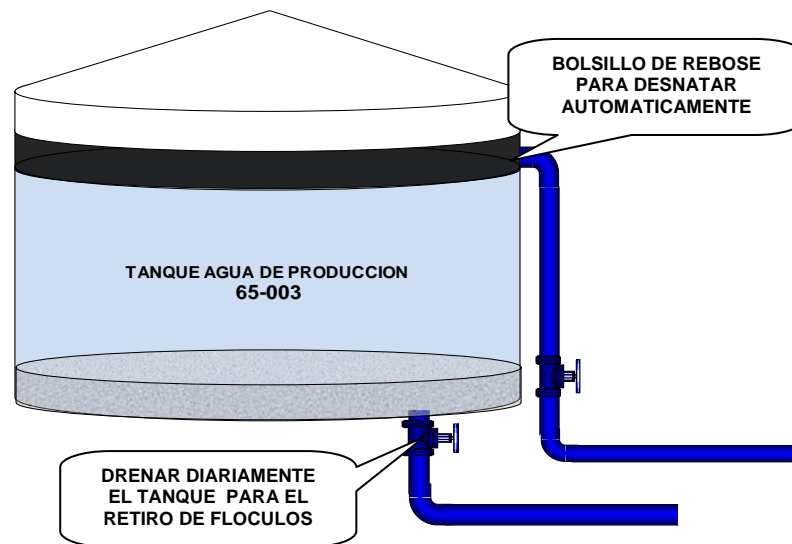 BOLSILLO DE REBOSE
PARA DESNATAR
AUTOMATICAMENTE
TANQUE AGUA DE PRODUCCION
65-003
DRENAR DIARIAMENTE
EL TANQUE PARA EL
RETIRO DE FLOCULOS